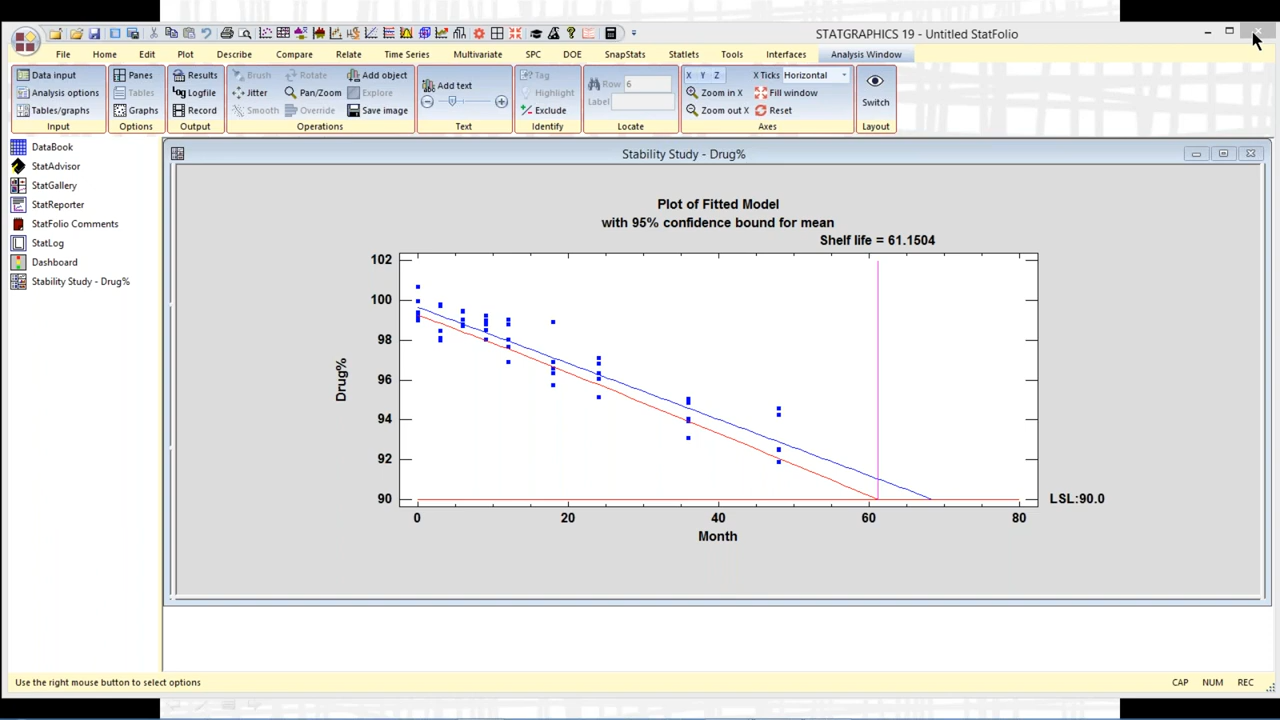 STATGRAPHICS 19 - Untitled StatFolio
File Home Edit Plot Describe Compare Relate Time Series Multivariate SPC DOE SnapStats Statlets Tools Interfaces Analysis Window
Data input Panes Results Brush Rotate Add object Add text Tag Row 6 X Y Z X Ticks Horizontal
Analysis options Tables Logfile Jitter Pan/Zoom Explore Highlight Label Zoom in X Fill window Switch
Tables/graphs Graphs Record Smooth Override Save image Exclude Zoom out X Reset
Input Options Output Operations Text Identify Locate Axes Layout
DataBook
StatAdvisor
StatGallery
StatReporter
StatFolio Comments
StatLog
Dashboard
Stability Study - Drug%
Stability Study - Drug%
Plot of Fitted Model
with 95% confidence bound for mean
Shelf life = 61.1504
102
100
98
96
94
92
90
Drug%
LSL:90.0
0 20 40 60 80
Month
Use the right mouse button to select options CAP NUM REC